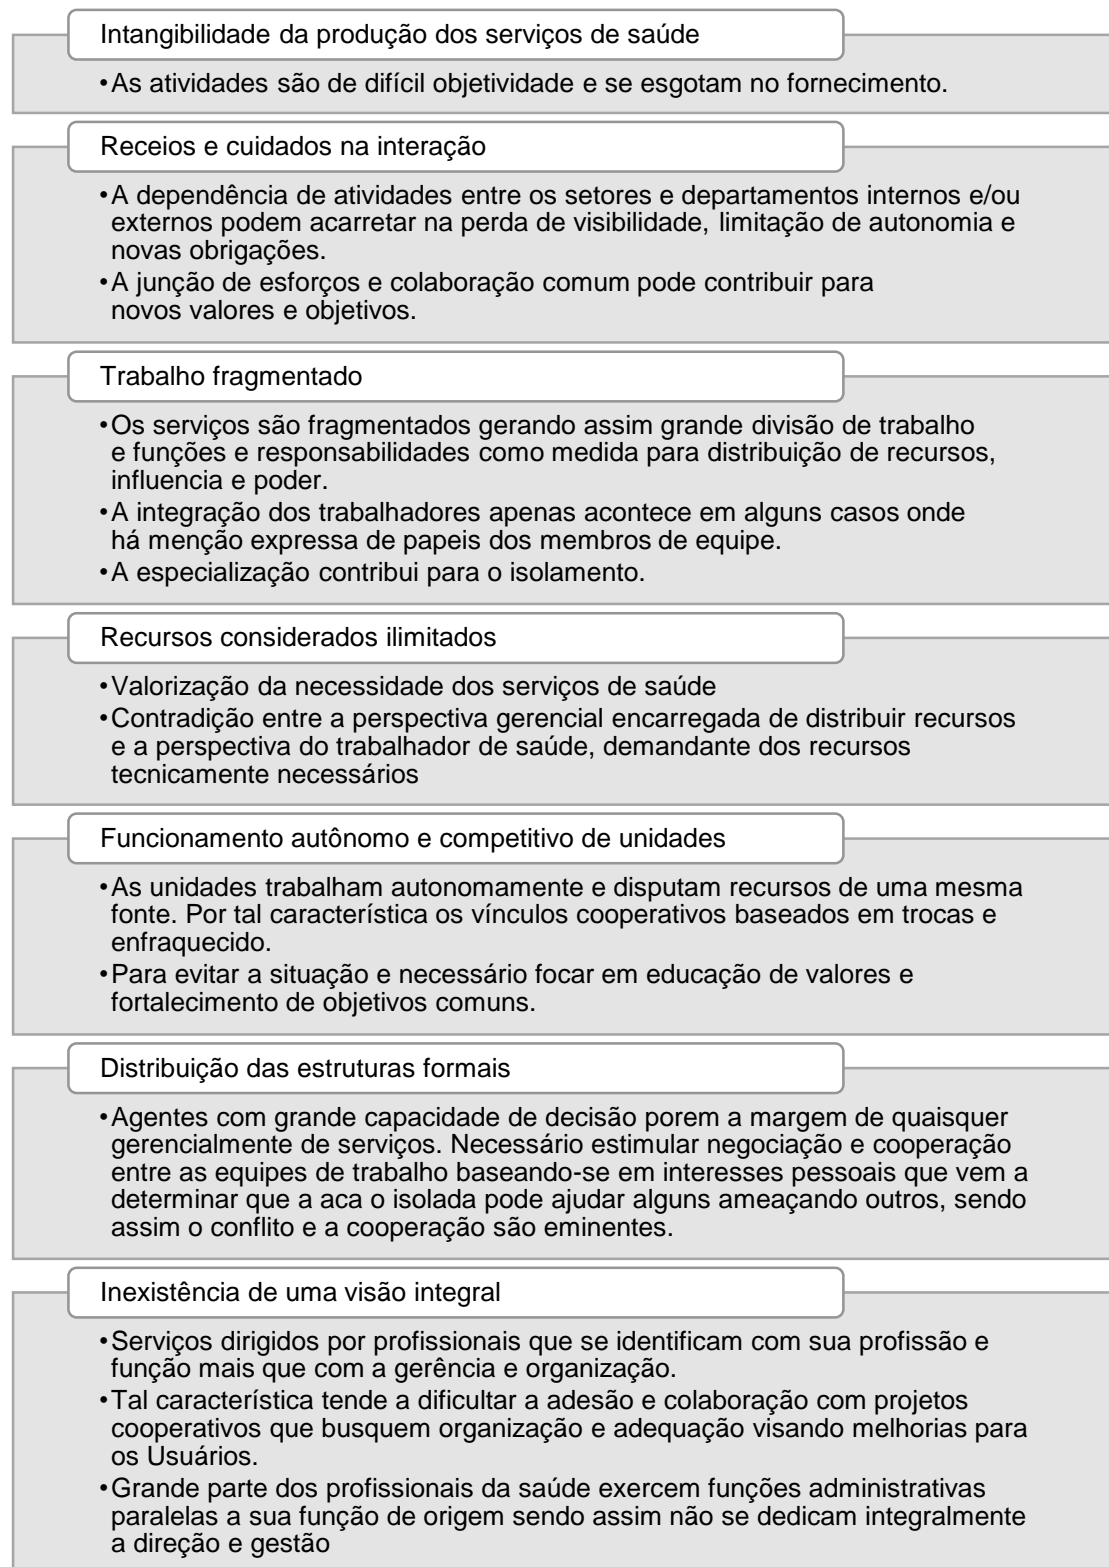 Intangibilidade da produção dos serviços de saúde
•As atividades são de difícil objetividade e se esgotam no fornecimento.
Receios e cuidados na interação
•A dependência de atividades entre os setores e departamentos internos e/ou
externos podem acarretar na perda de visibilidade, limitação de autonomia e
novas obrigações.
•A junção de esforços e colaboração comum pode contribuir para
novos valores e objetivos.
Trabalho fragmentado
•Os serviços são fragmentados gerando assim grande divisão de trabalho
e funções e responsabilidades como medida para distribuição de recursos,
influencia e poder.
•A integração dos trabalhadores apenas acontece em alguns casos onde
há menção expressa de papeis dos membros de equipe.
•A especialização contribui para o isolamento.
Recursos considerados ilimitados
•Valorização da necessidade dos serviços de saúde
•Contradição entre a perspectiva gerencial encarregada de distribuir recursos
e a perspectiva do trabalhador de saúde, demandante dos recursos
tecnicamente necessários
Funcionamento autônomo e competitivo de unidades
•As unidades trabalham autonomamente e disputam recursos de uma mesma
fonte. Por tal característica os vínculos cooperativos baseados em trocas e
enfraquecido.
•Para evitar a situação e necessário focar em educação de valores e
fortalecimento de objetivos comuns.
Distribuição das estruturas formais
•Agentes com grande capacidade de decisão porem a margem de quaisquer
gerencialmente de serviços. Necessário estimular negociação e cooperação
entre as equipes de trabalho baseando-se em interesses pessoais que vem a
determinar que a aca o isolada pode ajudar alguns ameaçando outros, sendo
assim o conflito e a cooperação são eminentes.
Inexistência de uma visão integral
•Serviços dirigidos por profissionais que se identificam com sua profissão e
função mais que com a gerência e organização.
•Tal característica tende a dificultar a adesão e colaboração com projetos
cooperativos que busquem organização e adequação visando melhorias para
os Usuários.
•Grande parte dos profissionais da saúde exercem funções administrativas
paralelas a sua função de origem sendo assim não se dedicam integralmente
a direção e gestão